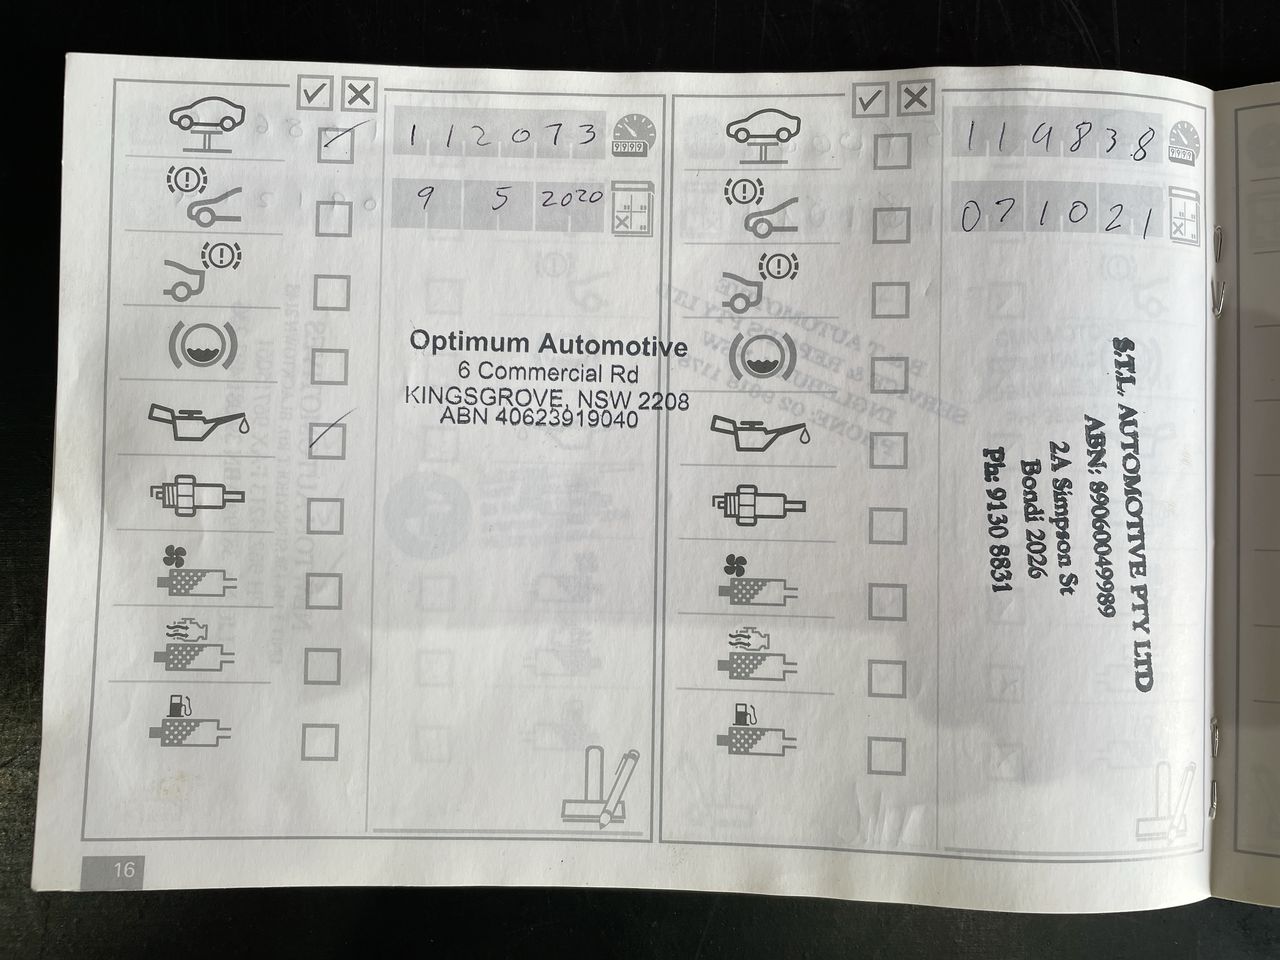 112073
9 5 2020
Optimum Automotive
6 Commercial Rd
KINGSGROVE, NSW 2208
ABN 40623919040
16
119838
071021
S.T.L. AUTOMOTIVE PTY LTD
ABN: 89060049989
2A Simpson St
Bondi 2026
Ph: 9130 8831